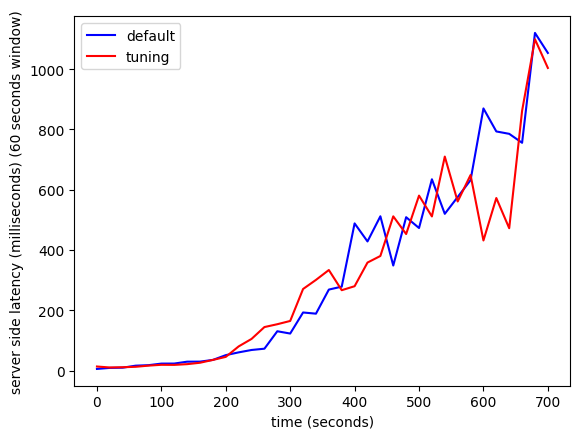 default
tuning
server side latency (milliseconds) (60 seconds window)
1000
800
600
400
200
0
0 100 200 300 400 500 600 700
time (seconds)